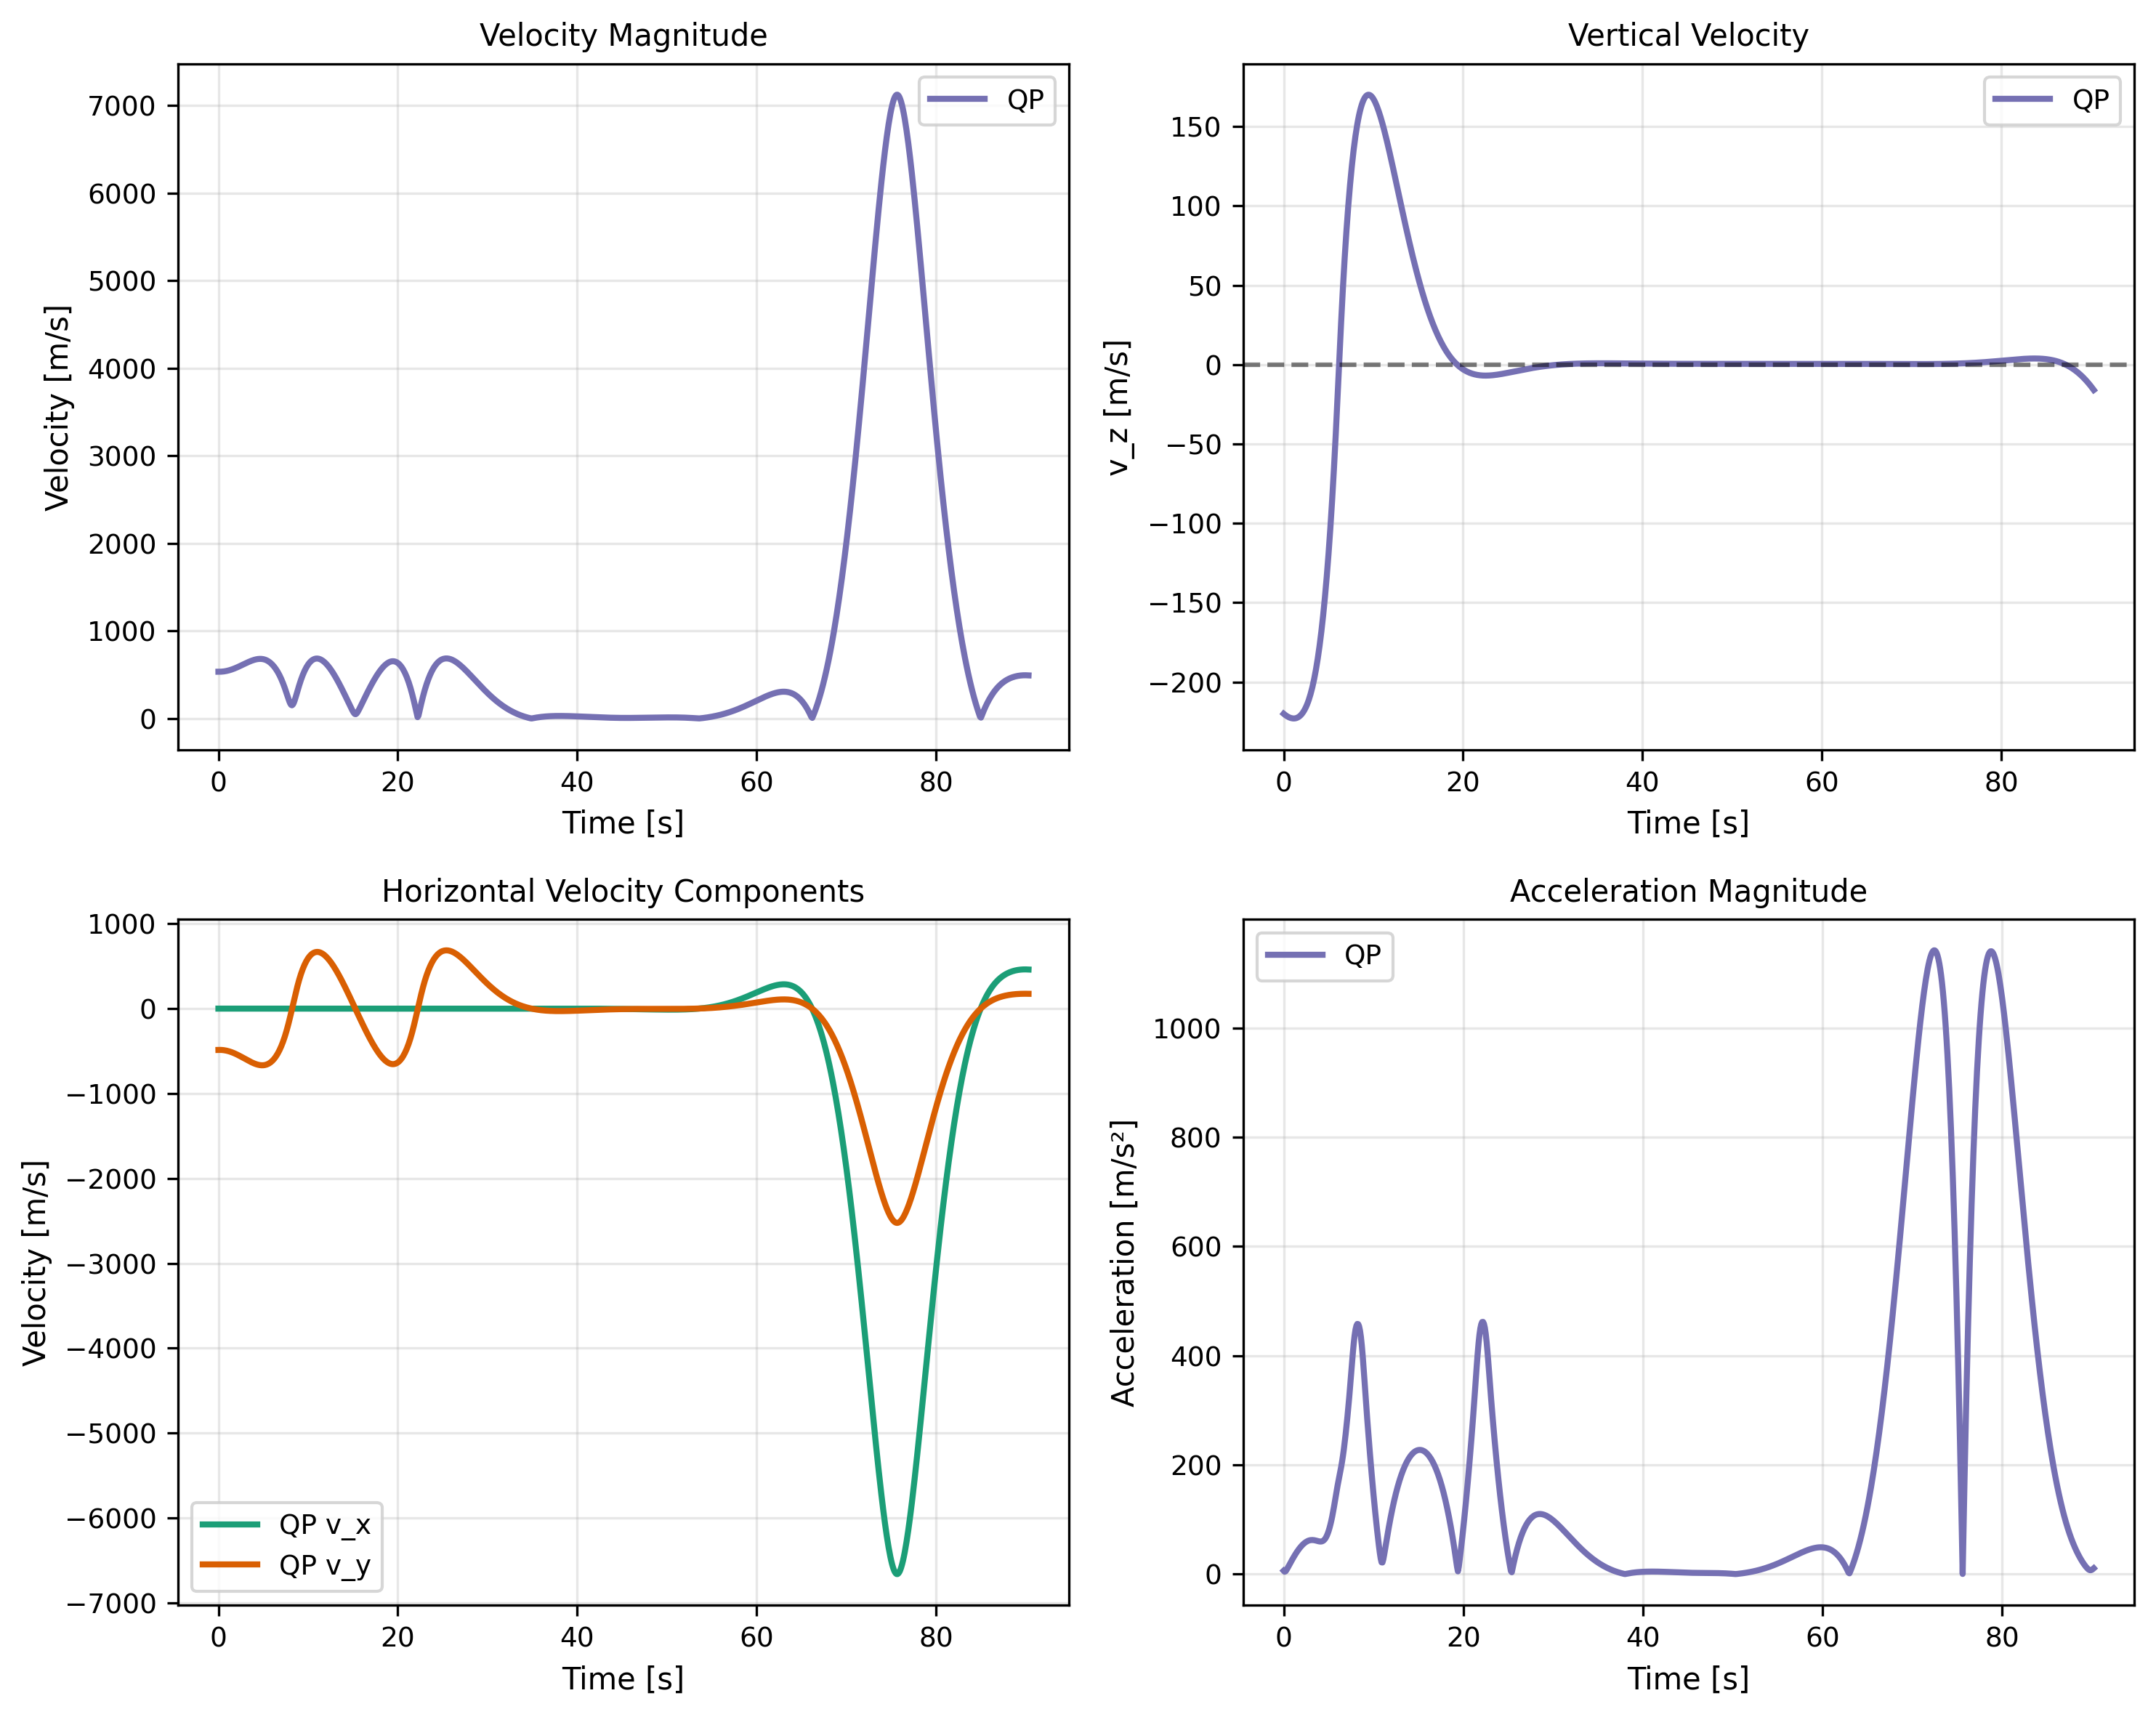 Velocity Magnitude
Velocity [m/s]
7000
6000
5000
4000
3000
2000
1000
0
0 20 40 60 80
Time [s]
QP
Vertical Velocity
v_z [m/s]
150
100
50
0
−50
−100
−150
−200
0 20 40 60 80
Time [s]
QP
Horizontal Velocity Components
Velocity [m/s]
1000
0
−1000
−2000
−3000
−4000
−5000
−6000
−7000
0 20 40 60 80
Time [s]
QP v_x
QP v_y
Acceleration Magnitude
Acceleration [m/s²]
1000
800
600
400
200
0
0 20 40 60 80
Time [s]
QP